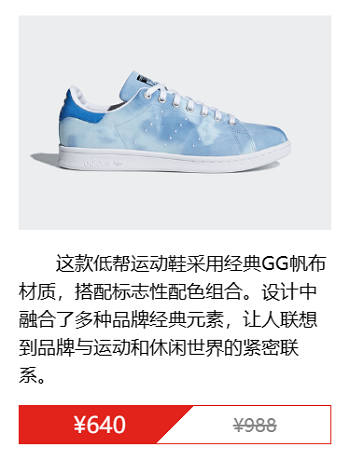 这款低帮运动鞋采用经典GG帆布
材质，搭配标志性配色组合。设计中
融合了多种品牌经典元素，让人联想
到品牌与运动和休闲世界的紧密联
系。
¥640
¥988